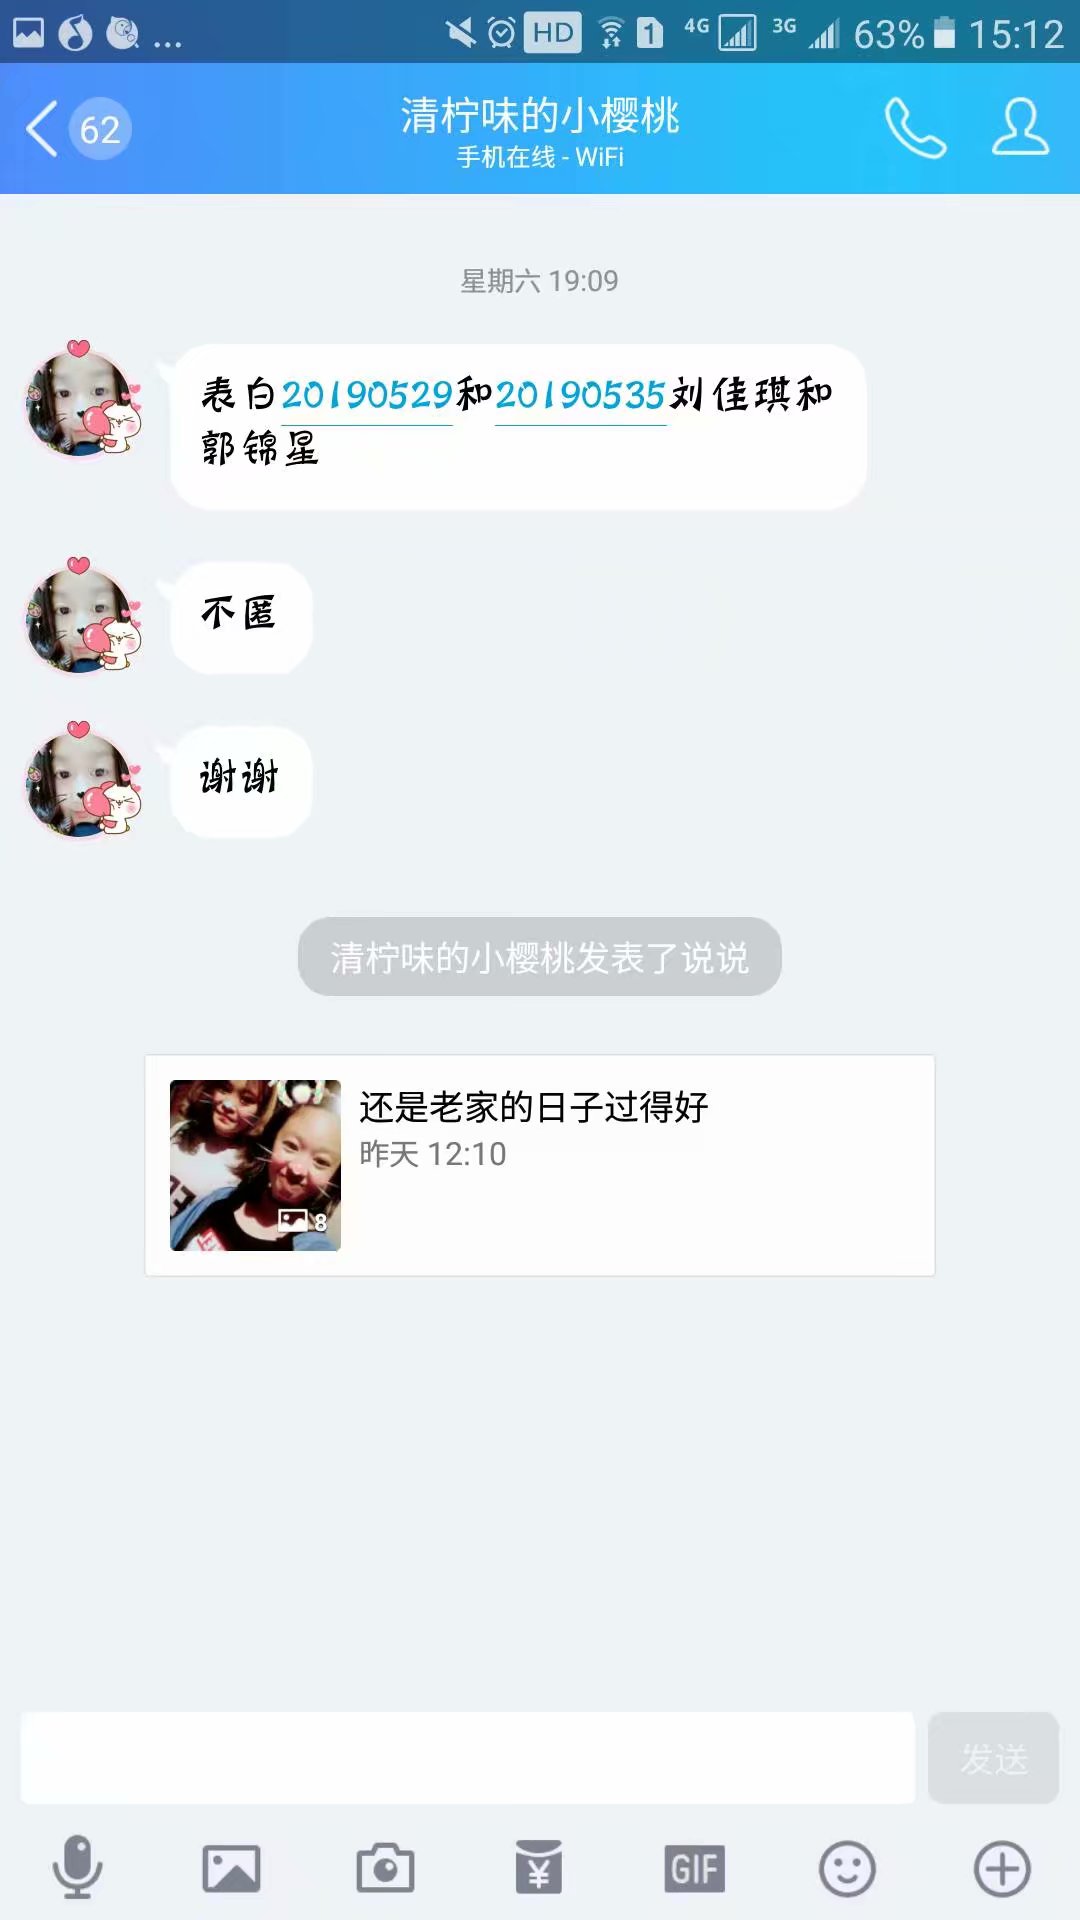 ... HD 1 4G 3G 63% 15:12
62
清柠味的小樱桃
手机在线 - WiFi
星期六 19:09
表白20190529和20190535刘佳琪和
郭锦星
不匿
谢谢
清柠味的小樱桃发表了说说
还是老家的日子过得好
昨天 12:10
8
发送
¥
GIF